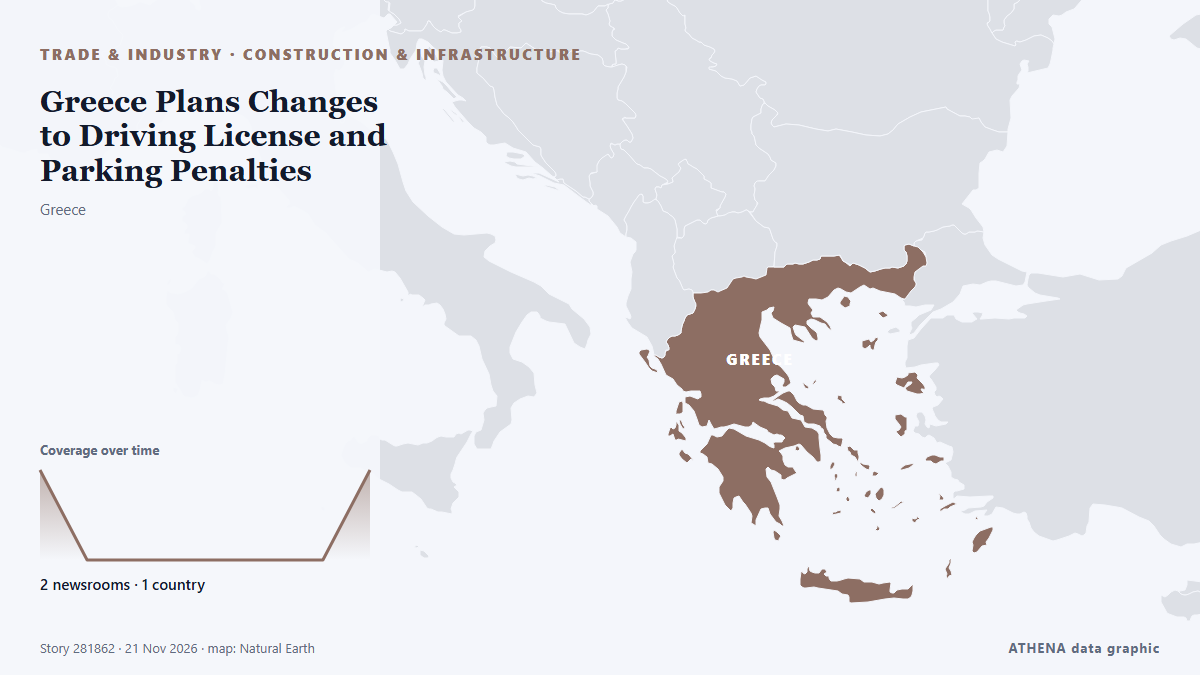 TRADE & INDUSTRY · CONSTRUCTION & INFRASTRUCTURE
Greece Plans Changes
to Driving License and
Parking Penalties
Greece
GREECE
Coverage over time
2 newsrooms · 1 country
Story 281862 · 21 Nov 2026 · map: Natural Earth
ATHENA data graphic